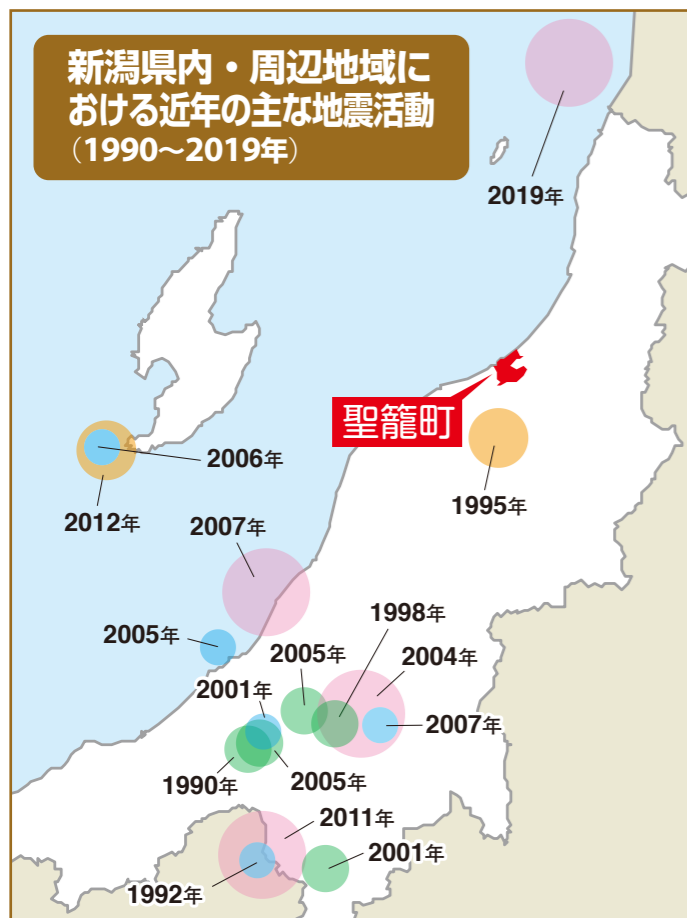 新潟県内・周辺地域に
おける近年の主な地震活動
（1990〜2019年）
2019年
聖籠町
2006年
2012年
1995年
2007年
1998年
2005年
2005年
2004年
2001年
2007年
1990年
2005年
2011年
2001年
1992年